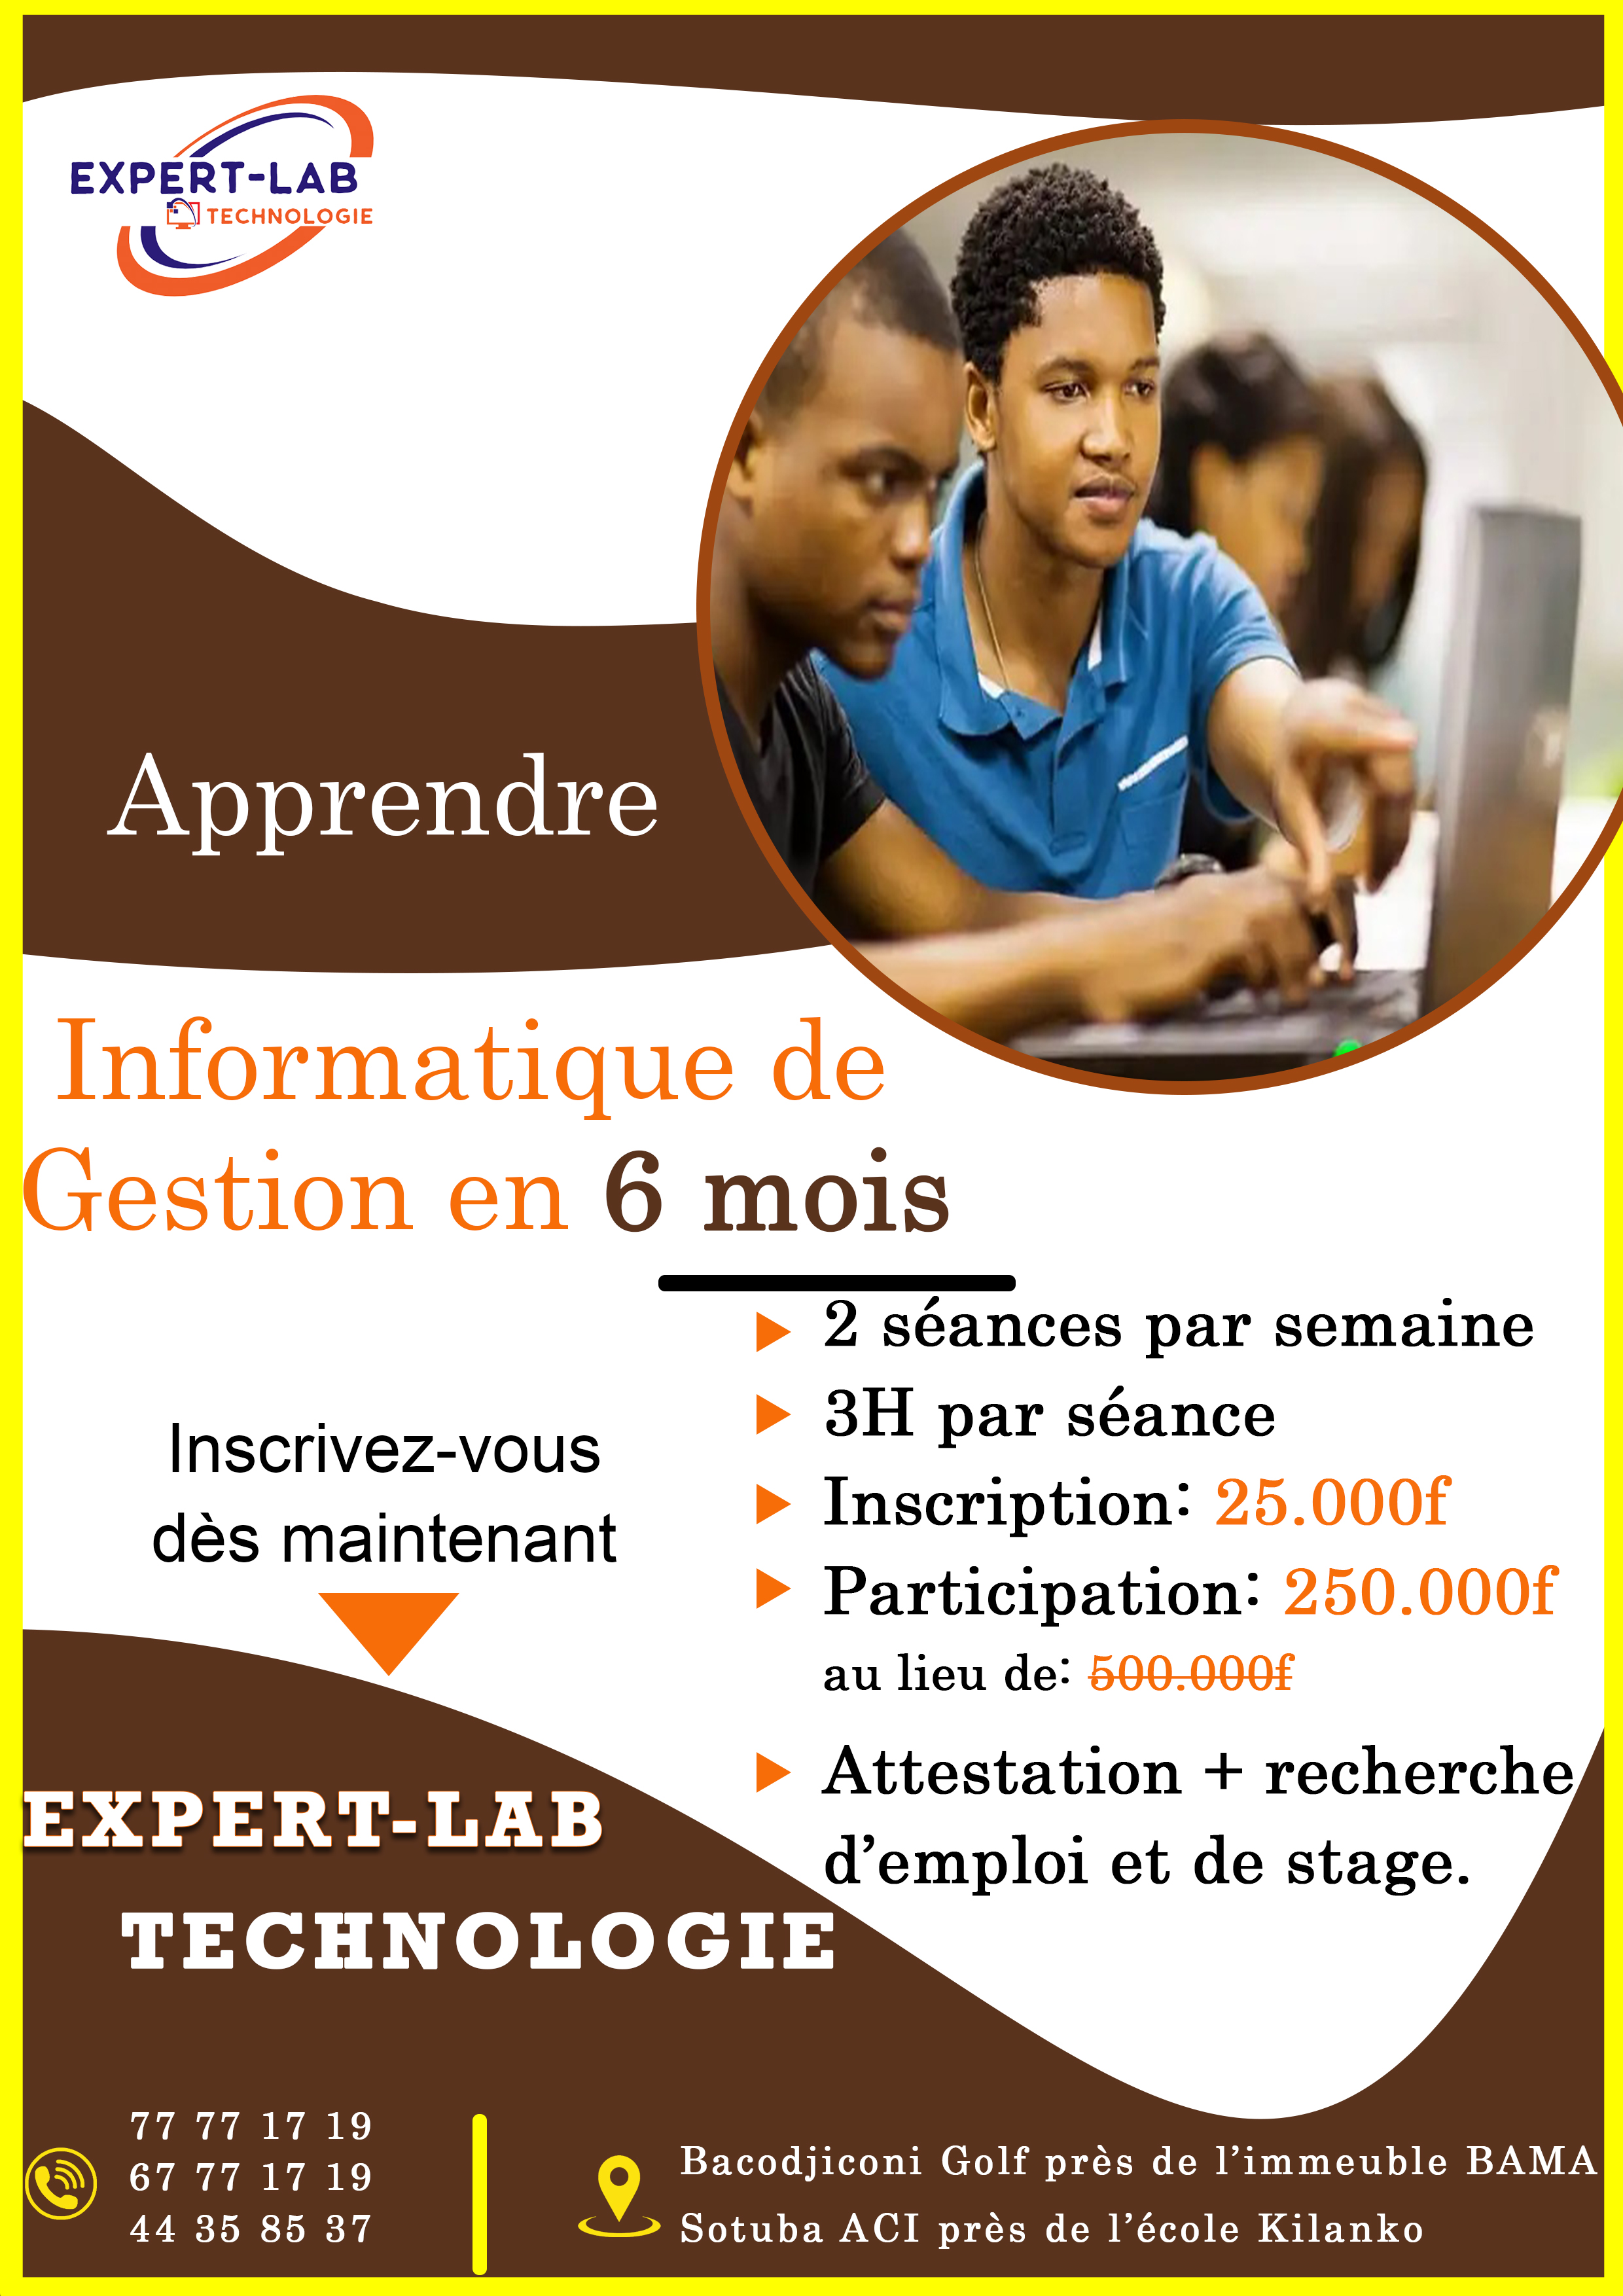 EXPERT-LAB
TECHNOLOGIE
Apprendre
Informatique de
Gestion en 6 mois
2 séances par semaine
3H par séance
Inscription: 25.000f
Participation: 250.000f
au lieu de: 500.000f
Attestation + recherche
d’emploi et de stage.
Inscrivez-vous
dès maintenant
EXPERT-LAB
TECHNOLOGIE
77 77 17 19
67 77 17 19
44 35 85 37
Bacodjiconi Golf près de l’immeuble BAMA
Sotuba ACI près de l’école Kilanko